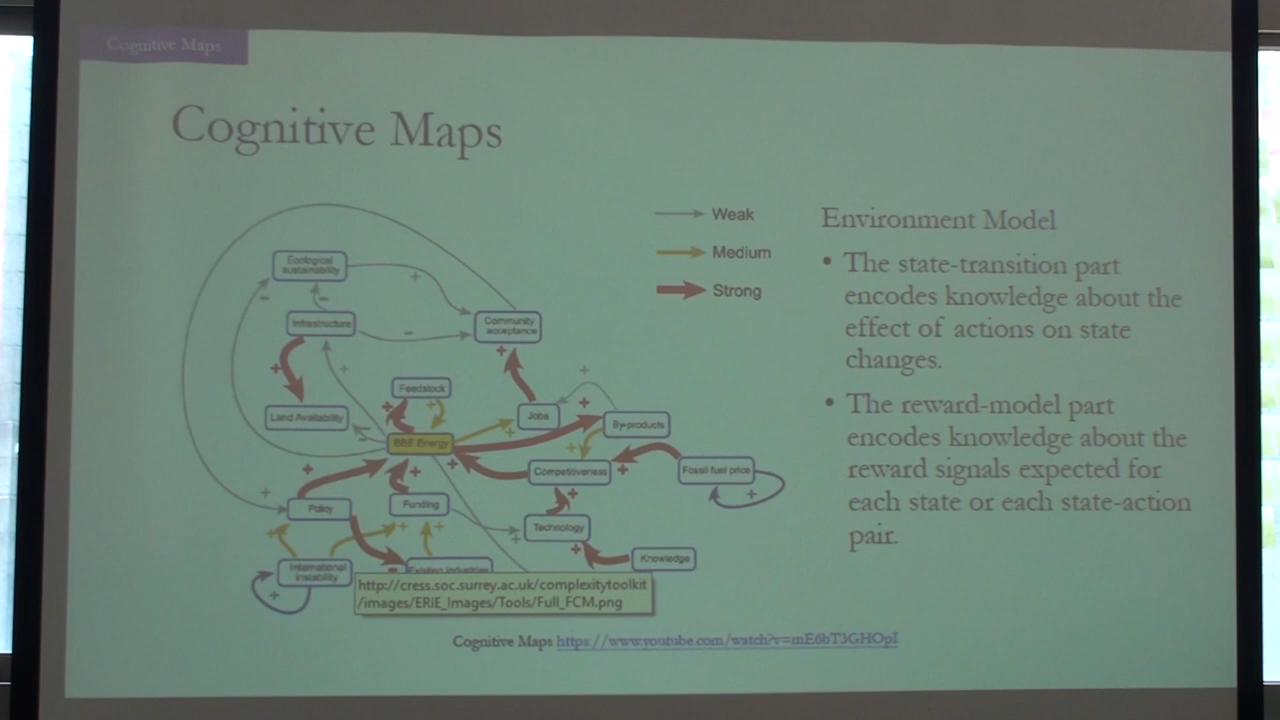 Cognitive Maps
Cognitive Maps
Weak
Medium
Strong
Ecological
sustainability
+
-
-
Infrastructure
-
Community
acceptance
+
+
+
Feedstock
Land Availability
-
+
+
BBE Energy
+
Jobs
+
+
By-products
+
+
Competitiveness
+
Fossil fuel price
+
+
+
+
Policy
Funding
+
Technology
+
+
+
+
+
Knowledge
International
instability
+
-
Existing industries
http://cress.soc.surrey.ac.uk/complexitytoolkit
/images/ERIE_Images/Tools/Full_FCM.png
Environment Model
• The state-transition part
encodes knowledge about the
effect of actions on state
changes.
• The reward-model part
encodes knowledge about the
reward signals expected for
each state or each state-action
pair.
Cognitive Maps https://www.youtube.com/watch?v=mE6bT3GHOpI